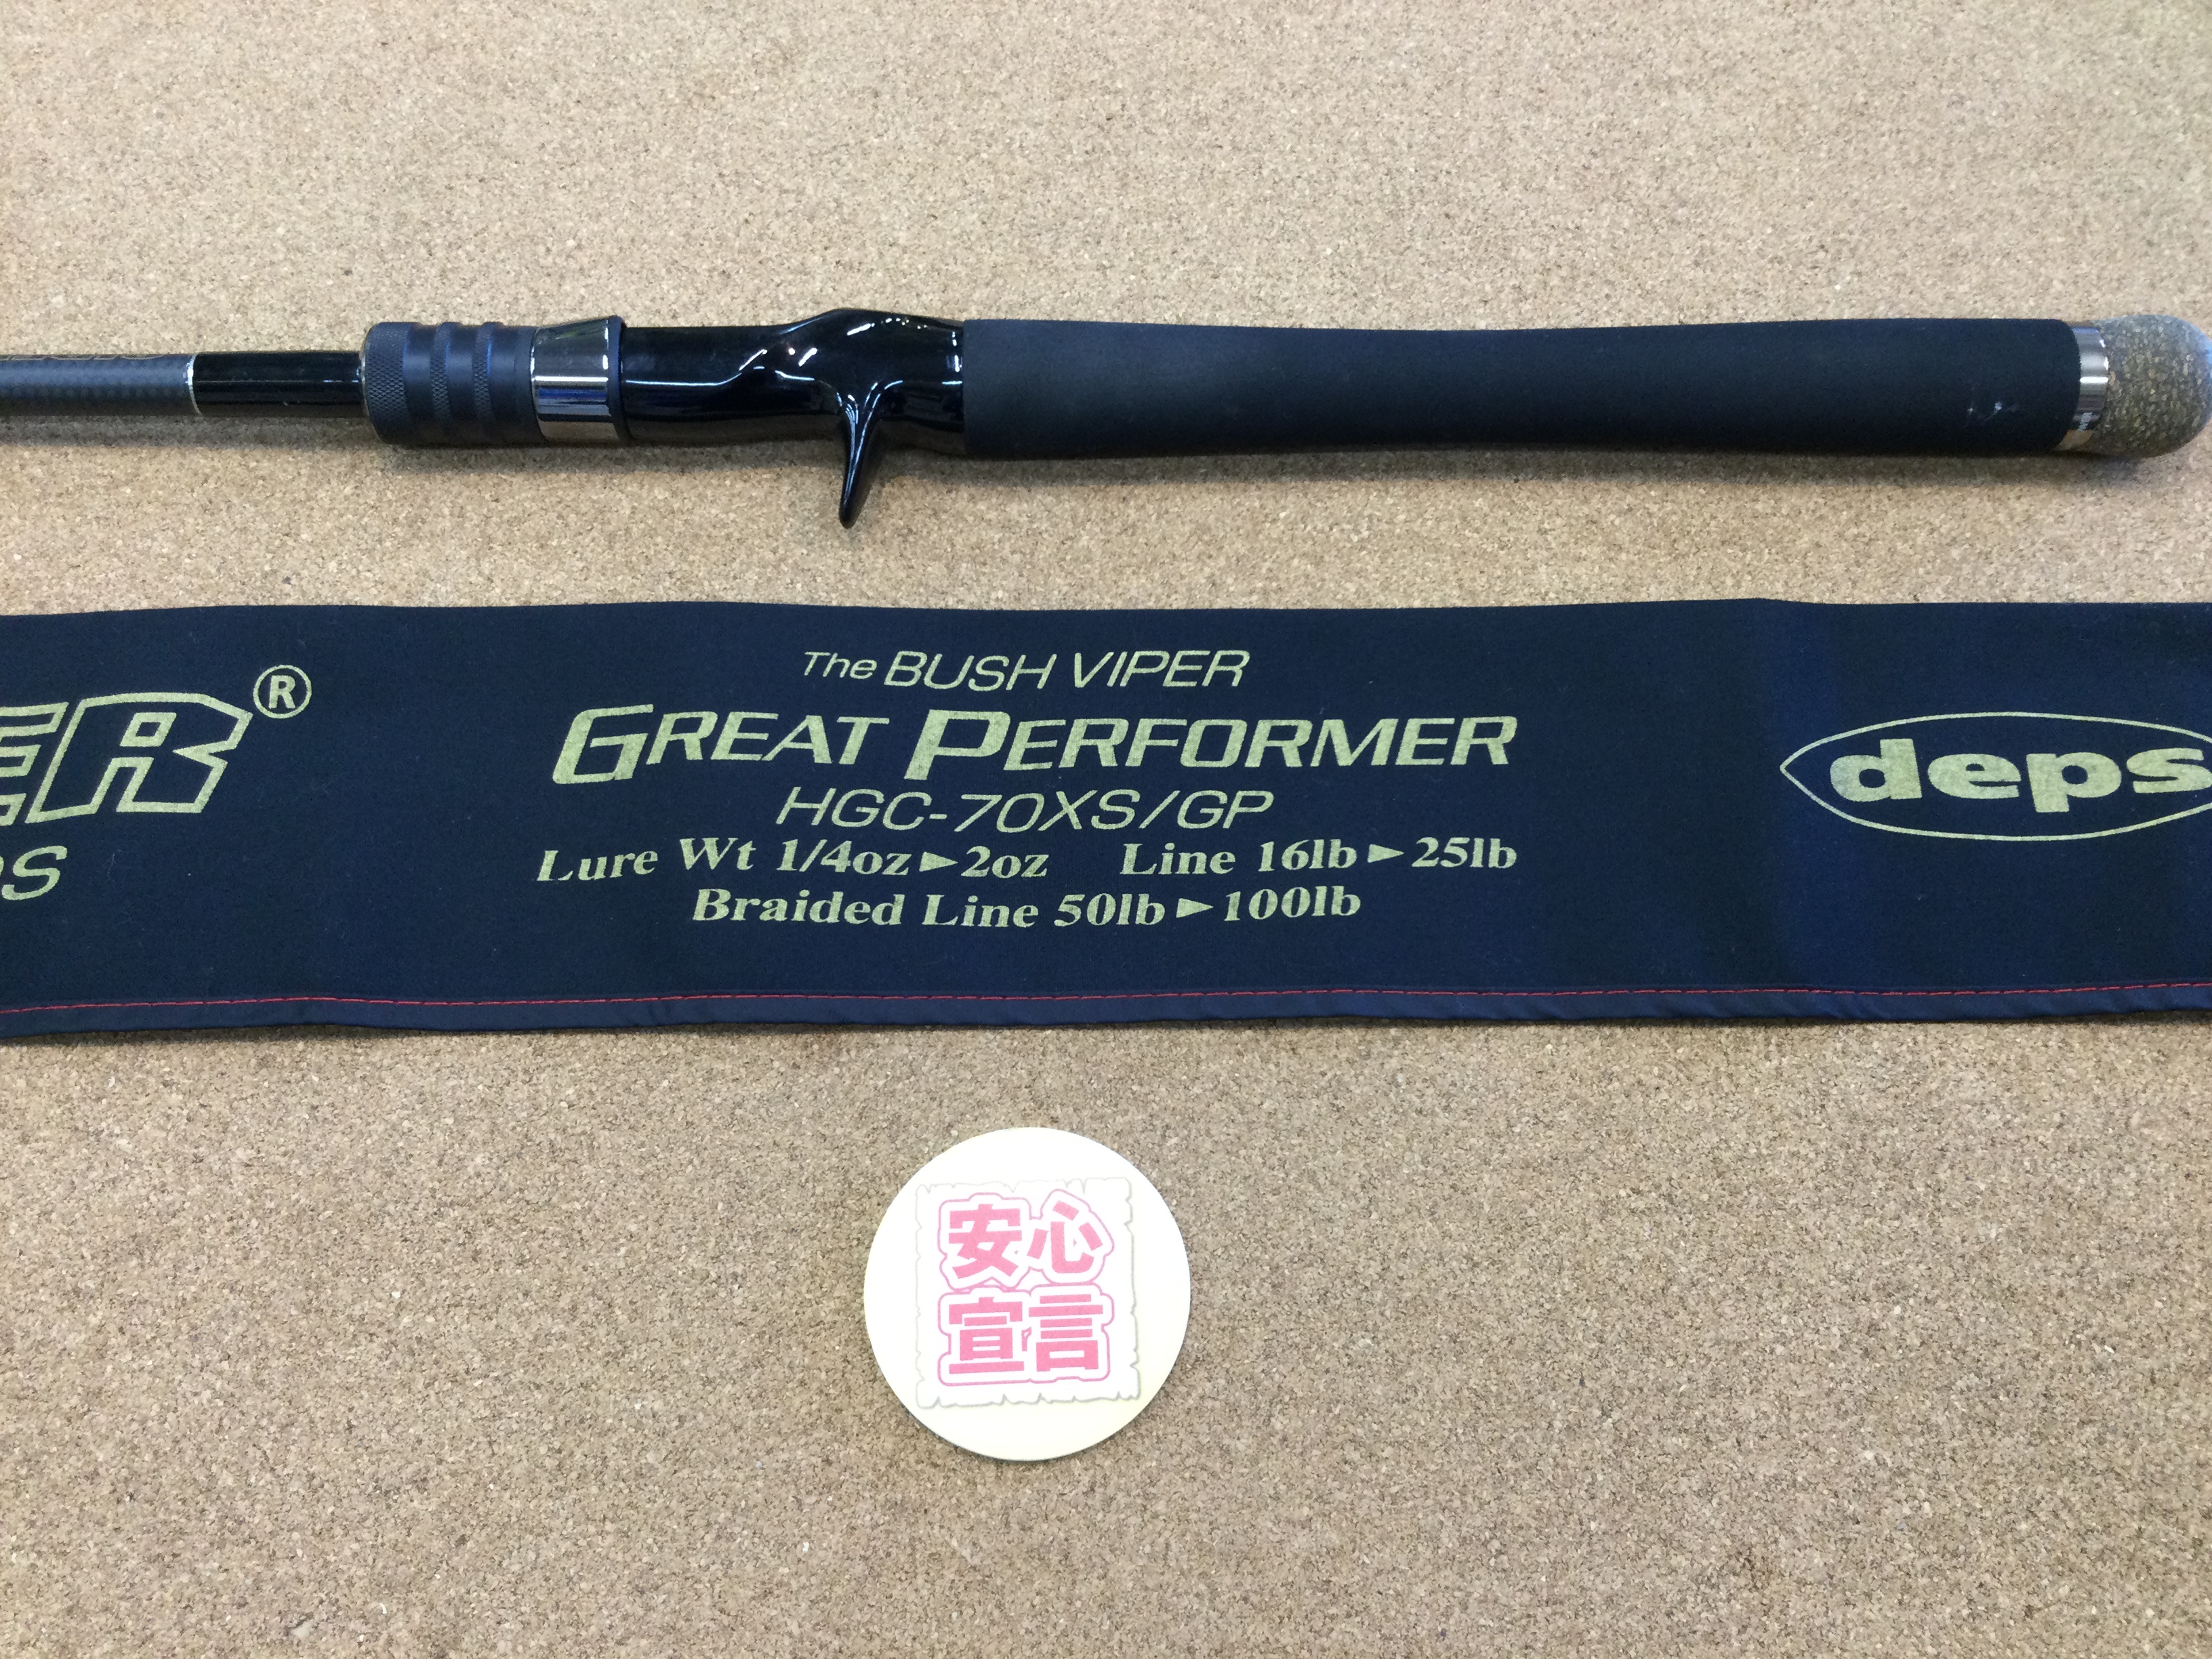 The BUSH VIPER
GREAT PERFORMER
HGC-70XS/GP
Lure Wt 1/4oz►2oz Line 16lb►25lb
Braided Line 50lb►100lb
deps
安心
宣言